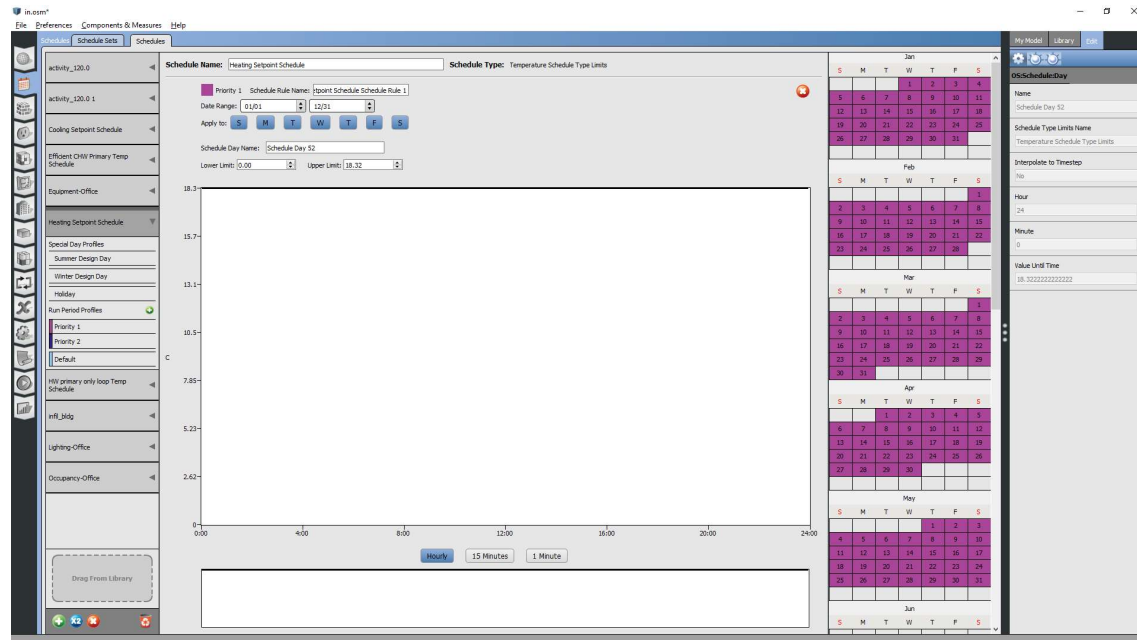 in.osm*
File Preferences Components & Measures Help
Schedules Schedule Sets Schedules
My Model Library Edit
activity_120.0
activity_120.0 1
Cooling Setpoint Schedule
Efficient CHW Primary Temp
Schedule
Equipment-Office
Heating Setpoint Schedule
Special Day Profiles
Summer Design Day
Winter Design Day
Holiday
Run Period Profiles
Priority 1
Priority 2
Default
HW primary only loop Temp
Schedule
infil_bldg
Lighting-Office
Occupancy-Office
Drag From Library
X2
Schedule Name: Heating Setpoint Schedule Schedule Type: Temperature Schedule Type Limits
Priority 1 Schedule Rule Name: tpoint Schedule Schedule Rule 1
Date Range: 01/01 12/31
Apply to: S M T W T F S
Schedule Day Name: Schedule Day 52
Lower Limit: 0.00 Upper Limit: 18.32
18.3
15.7
13.1
10.5
C
7.85
5.23
2.62
0
0:00 4:00 8:00 12:00 16:00 20:00 24:00
Hourly 15 Minutes 1 Minute
Jan
S M T W T F S
1 2 3 4
5 6 7 8 9 10 11
12 13 14 15 16 17 18
19 20 21 22 23 24 25
26 27 28 29 30 31
Feb
S M T W T F S
1
2 3 4 5 6 7 8
9 10 11 12 13 14 15
16 17 18 19 20 21 22
23 24 25 26 27 28
Mar
S M T W T F S
1
2 3 4 5 6 7 8
9 10 11 12 13 14 15
16 17 18 19 20 21 22
23 24 25 26 27 28 29
30 31
Apr
S M T W T F S
1 2 3 4 5
6 7 8 9 10 11 12
13 14 15 16 17 18 19
20 21 22 23 24 25 26
27 28 29 30
May
S M T W T F S
1 2 3
4 5 6 7 8 9 10
11 12 13 14 15 16 17
18 19 20 21 22 23 24
25 26 27 28 29 30 31
Jun
S M T W T F S
OS:Schedule:Day
Name
Schedule Day 52
Schedule Type Limits Name
Temperature Schedule Type Limits
Interpolate to Timestep
No
Hour
24
Minute
0
Value Until Time
18.3222222222222